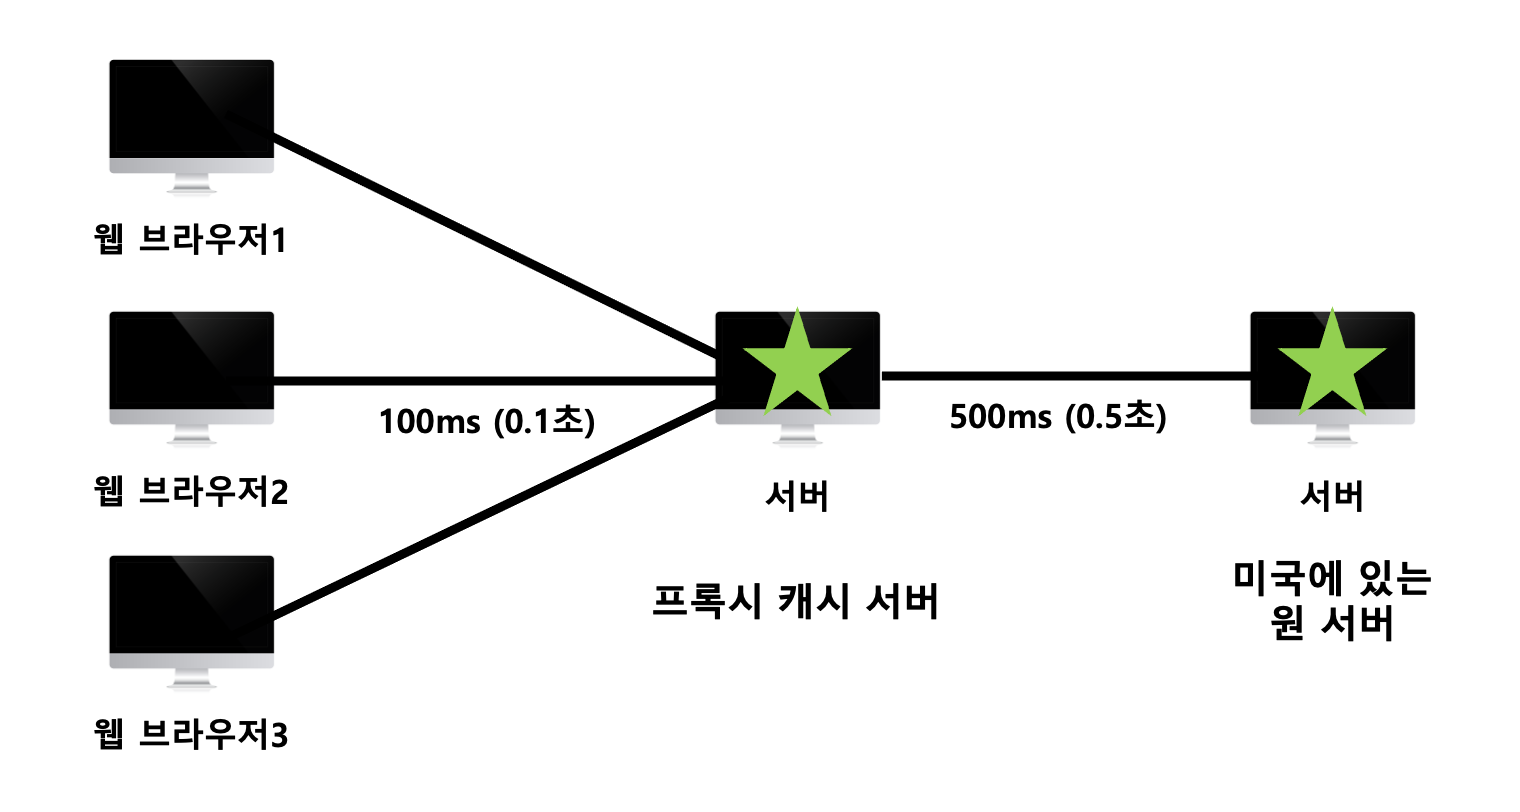 웹 브라우저1
웹 브라우저2
웹 브라우저3
100ms (0.1초)
서버
프록시 캐시 서버
500ms (0.5초)
서버
미국에 있는
원 서버